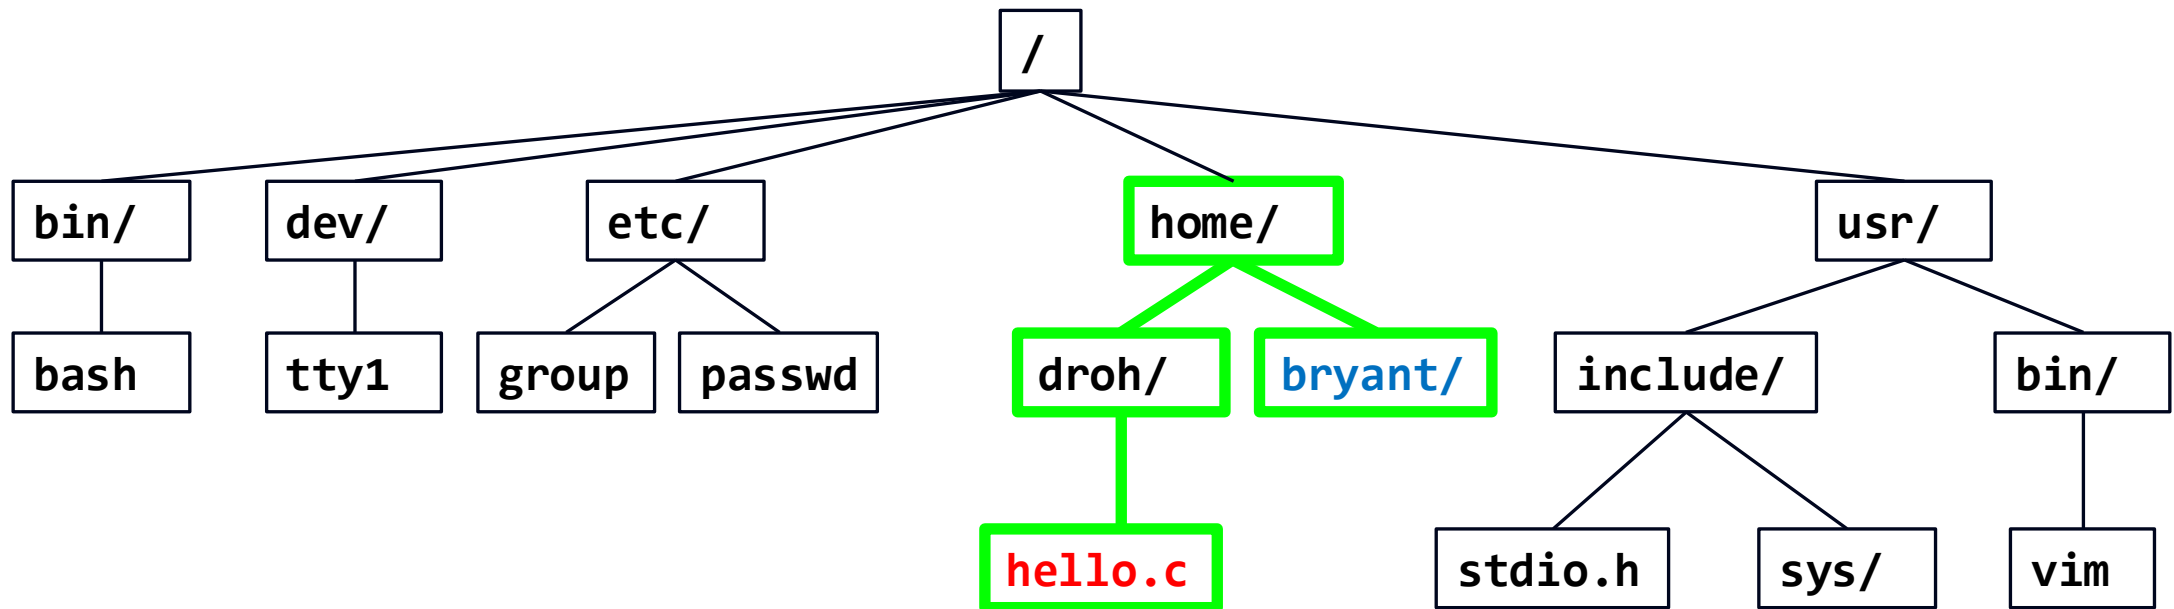 /
bin/
dev/
etc/
home/
usr/
bash
tty1
group
passwd
droh/
bryant/
include/
bin/
hello.c
stdio.h
sys/
vim